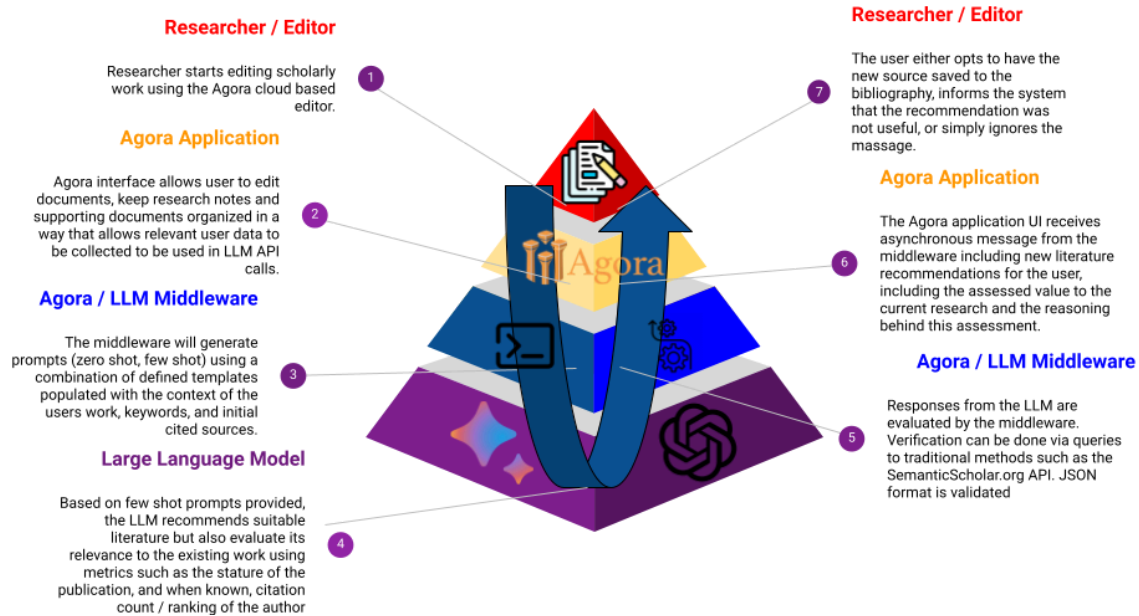 Researcher / Editor
Researcher starts editing scholarly
work using the Agora cloud based
editor.
1
Agora Application
Agora interface allows user to edit
documents, keep research notes and
supporting documents organized in a
way that allows relevant user data to
be collected to be used in LLM API
calls.
2
Agora / LLM Middleware
The middleware will generate
prompts (zero shot, few shot) using a
combination of defined templates
populated with the context of the
users work, keywords, and initial
cited sources.
3
Large Language Model
Based on few shot prompts provided,
the LLM recommends suitable
literature but also evaluate its
relevance to the existing work using
metrics such as the stature of the
publication, and when known, citation
count / ranking of the author
4
Agora
Researcher / Editor
7
The user either opts to have the
new source saved to the
bibliography, informs the system
that the recommendation was
not useful, or simply ignores the
massage.
Agora Application
6
The Agora application UI receives
asynchronous message from the
middleware including new literature
recommendations for the user,
including the assessed value to the
current research and the reasoning
behind this assessment.
Agora / LLM Middleware
5
Responses from the LLM are
evaluated by the middleware.
Verification can be done via queries
to traditional methods such as the
SemanticScholar.org API. JSON
format is validated